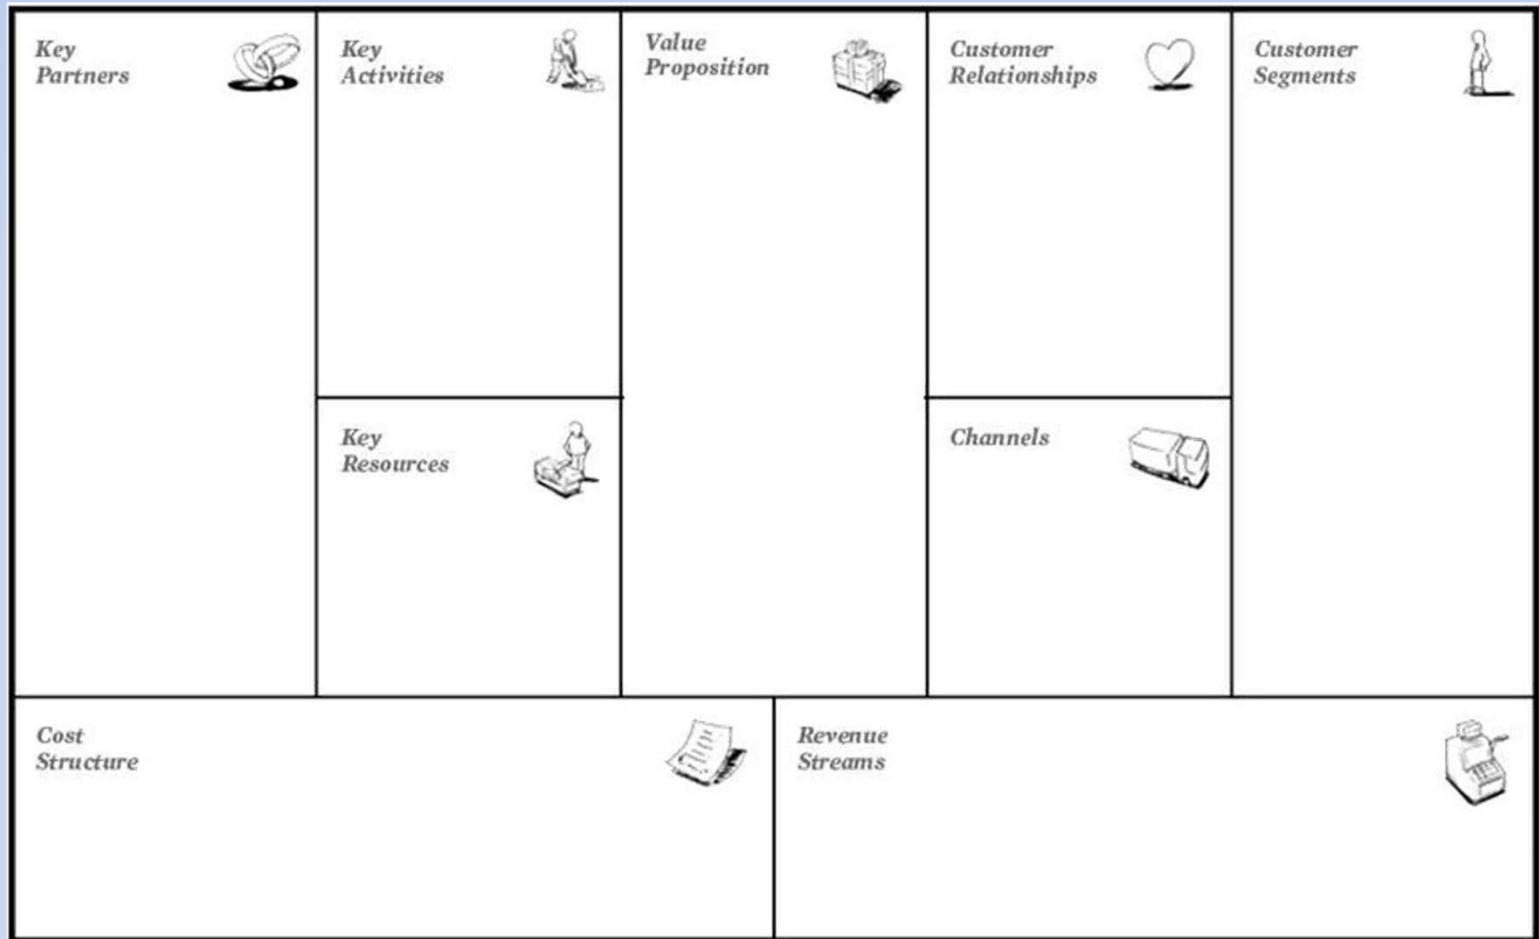 Key
Partners
Key
Activities
Value
Proposition
Customer
Relationships
Customer
Segments
Key
Resources
Channels
Cost
Structure
Revenue
Streams